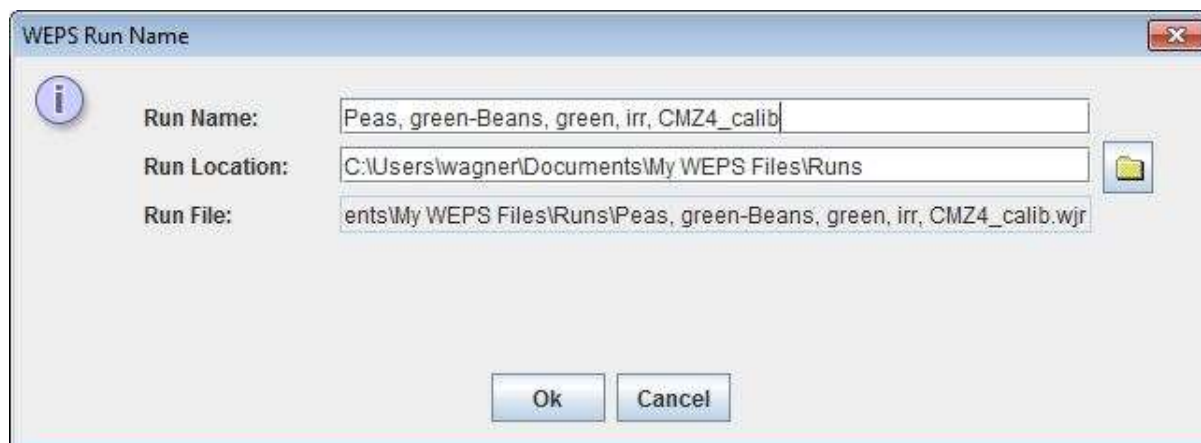 WEPS Run Name
Run Name: Peas, green-Beans, green, irr, CMZ4_calib
Run Location: C:\Users\wagner\Documents\My WEPS Files\Runs
Run File: ents\My WEPS Files\Runs\Peas, green-Beans, green, irr, CMZ4_calib.wjr
Ok Cancel